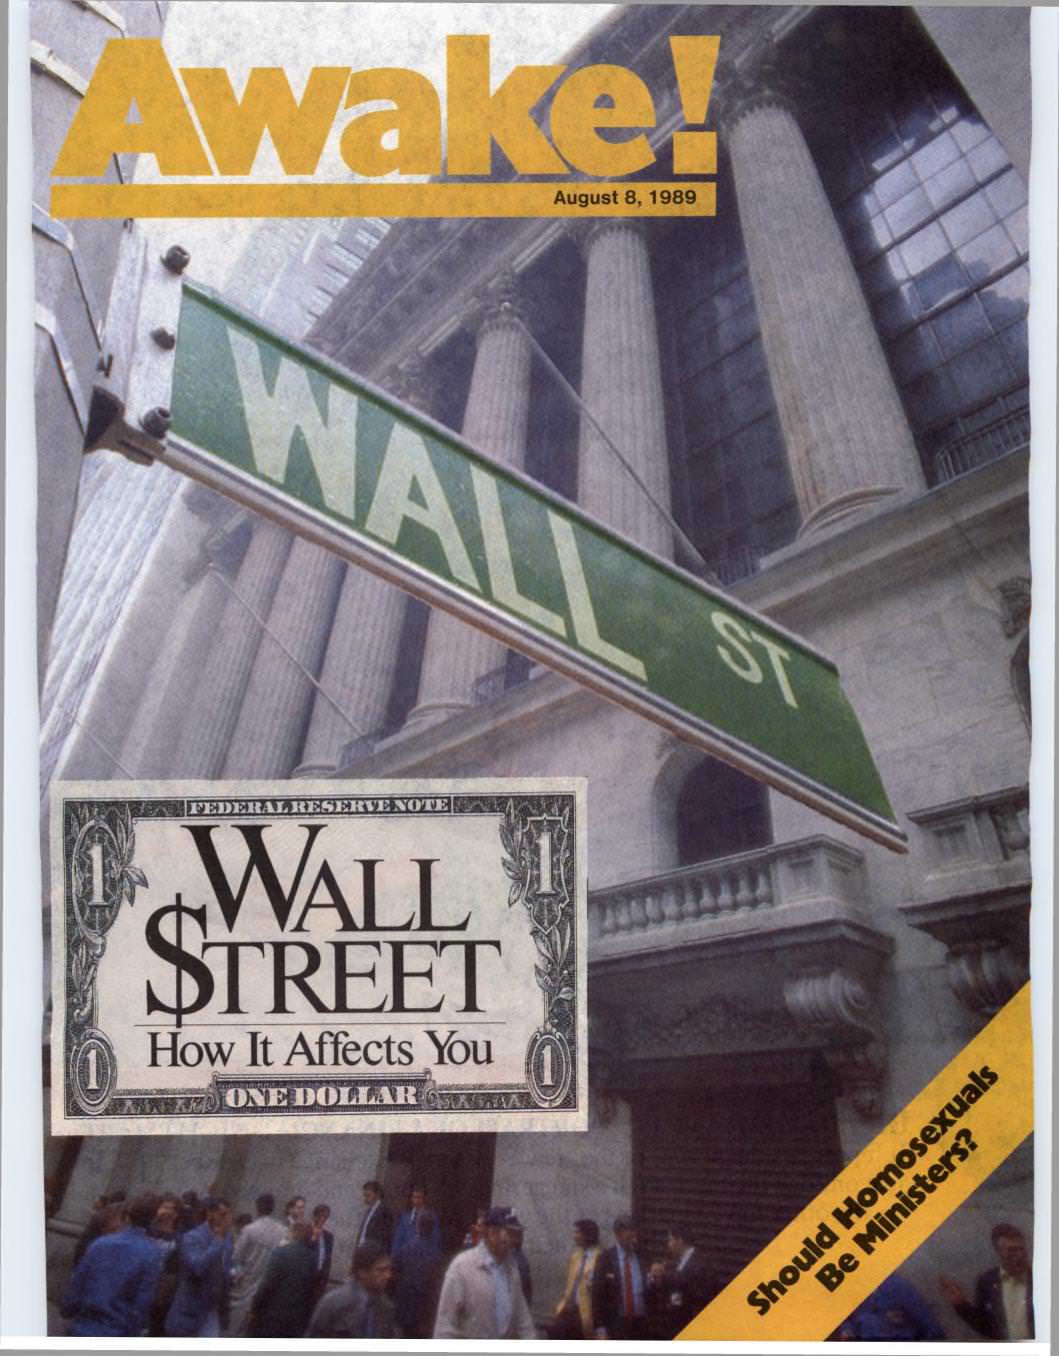 Awake!
August 8, 1989
WALL ST
FEDERAL RESERVE NOTE
1 1
WALL
$TREET
How It Affects You
1 1
ONE DOLLAR
Should Homosexuals
Be Ministers?